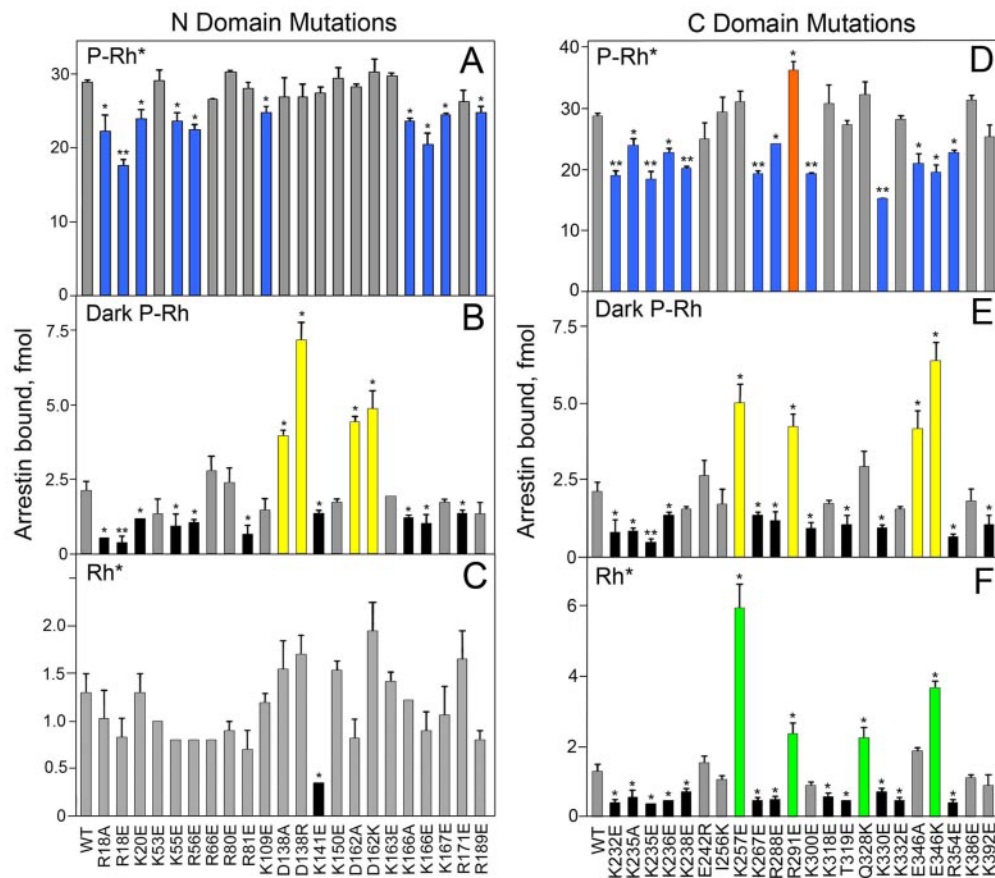 N Domain Mutations
P-Rh*
A
30
20
10
0
Dark P-Rh
B
7.5
5.0
2.5
0
Rh*
C
2.0
1.5
1.0
0.5
0
Arrestin bound, fmol
WT
R18A
R18E
K20E
K53E
K55E
R56E
R66E
R80E
R81E
K109E
D138A
D138R
K141E
K150E
D162A
D162K
K163E
K166A
K166E
K167E
R171E
R189E
C Domain Mutations
P-Rh*
D
40
30
20
10
0
Dark P-Rh
E
7.5
5.0
2.5
0
Rh*
F
6
4
2
0
Arrestin bound, fmol
WT
K232E
K235A
K235E
K236E
K238E
E242R
I256K
K257E
K267E
R288E
R291E
K300E
K318E
T319E
Q328K
K330E
K332E
E346A
E346K
R354E
K386E
K392E